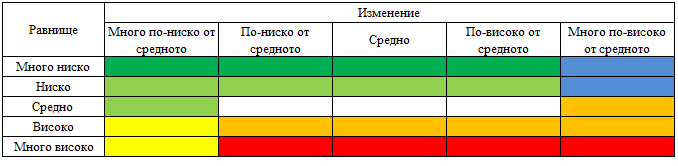 Равнище
Изменение
Много по-ниско от
средното
По-ниско от
средното
Средно
По-високо от
средното
Много по-високо
от средното
Много ниско
Ниско
Средно
Високо
Много високо